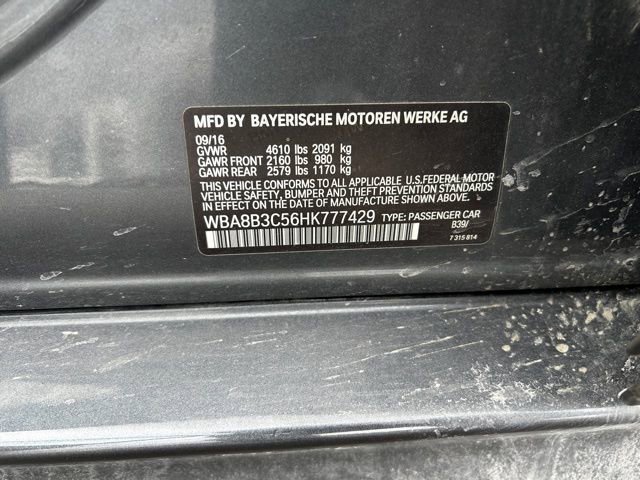 MFD BY BAYERISCHE MOTOREN WERKE AG
09/16
GVWR 4610 lbs 2091 kg
GAWR FRONT 2160 lbs 980 kg
GAWR REAR 2579 lbs 1170 kg
THIS VEHICLE CONFORMS TO ALL APPLICABLE U.S.FEDERAL MOTOR
VEHICLE SAFETY, BUMPER AND THEFT PREVENTION STANDARDS
IN EFFECT ON THE DATE OF MANUFACTURE SHOWN ABOVE.
WBA8B3C56HK777429 TYPE: PASSENGER CAR
B39/
7 315 814